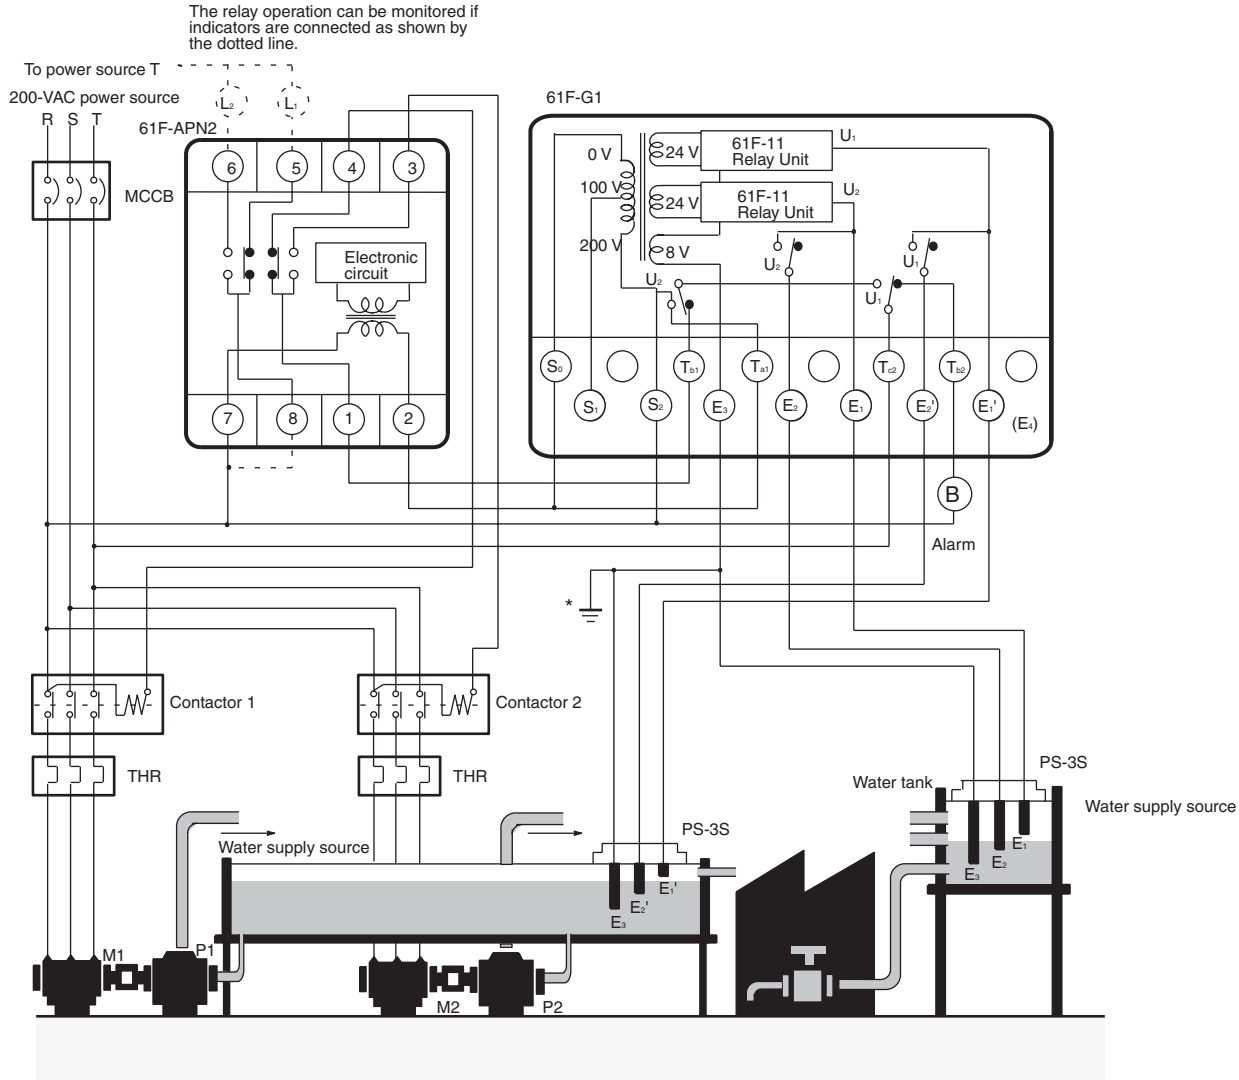 The relay operation can be monitored if
indicators are connected as shown by
the dotted line.
To power source T
200-VAC power source
R S T
L2 L1
61F-APN2
61F-G1
MCCB
6 5 4 3
Electronic
circuit
7 8 1 2
0 V
100 V
200 V
24 V
61F-11
Relay Unit
U1
24 V
61F-11
Relay Unit
U2
8 V
U2
U1
U2
U1
S0
Tb1
Ta1
Tc2
Tb2
S1
S2
E3
E2
E1
E2'
E1'
(E4)
B
Alarm
*
Contactor 1
Contactor 2
THR
THR
PS-3S
Water tank
Water supply source
E1
E2
E3
PS-3S
Water supply source
E1'
E2'
E3
M1
P1
M2
P2